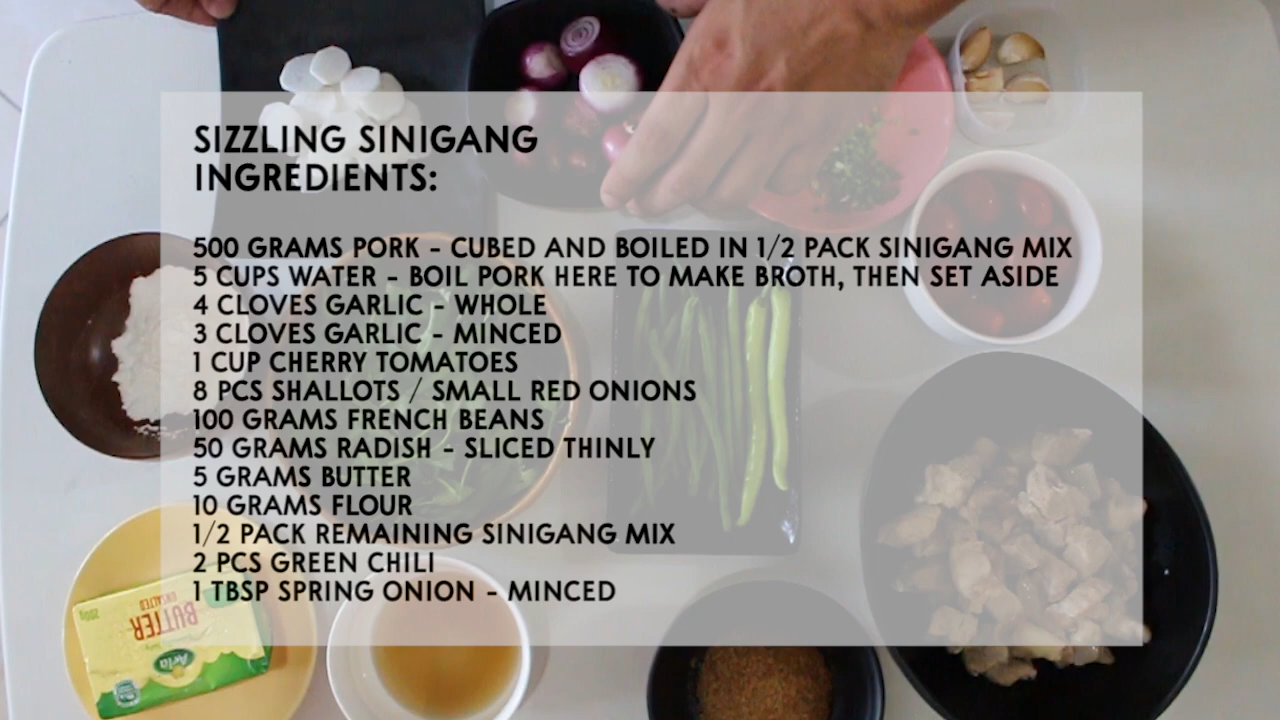 SIZZLING SINIGANG
INGREDIENTS:
500 GRAMS PORK - CUBED AND BOILED IN 1/2 PACK SINIGANG MIX
5 CUPS WATER - BOIL PORK HERE TO MAKE BROTH, THEN SET ASIDE
4 CLOVES GARLIC - WHOLE
3 CLOVES GARLIC - MINCED
1 CUP CHERRY TOMATOES
8 PCS SHALLOTS / SMALL RED ONIONS
100 GRAMS FRENCH BEANS
50 GRAMS RADISH - SLICED THINLY
5 GRAMS BUTTER
10 GRAMS FLOUR
1/2 PACK REMAINING SINIGANG MIX
2 PCS GREEN CHILI
1 TBSP SPRING ONION - MINCED
200g
UNSALTED
BUTTER
Arla